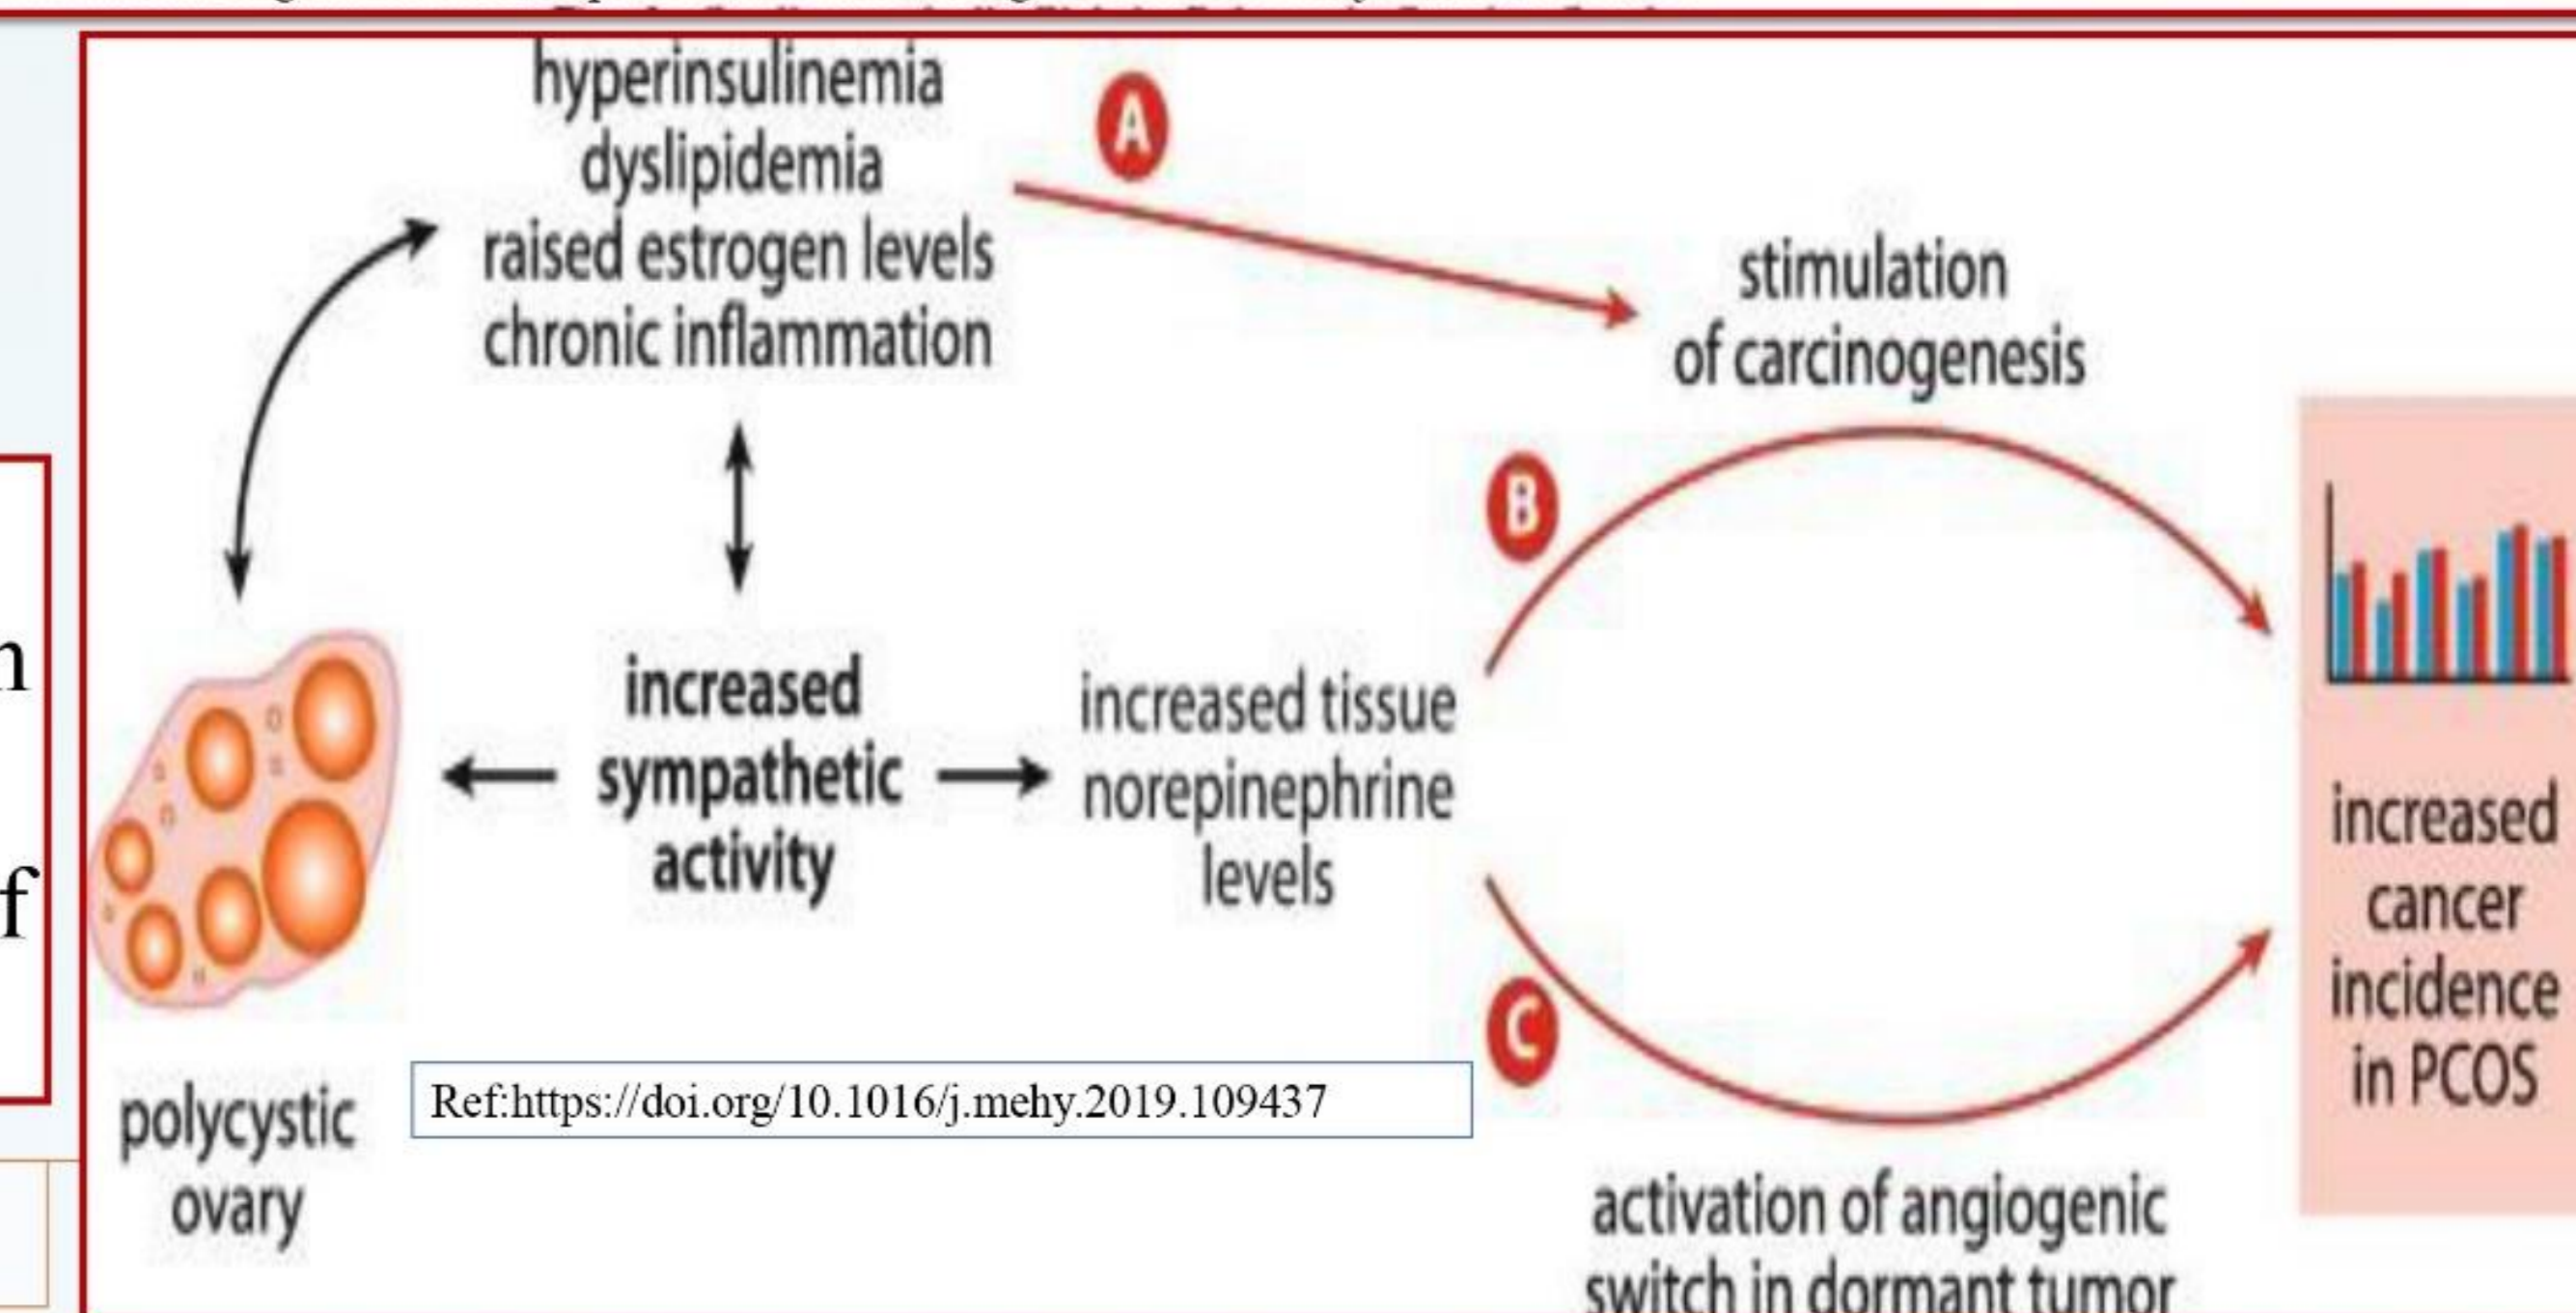 hyperinsulinemia
dyslipidemia
raised estrogen levels
chronic inflammation
A
stimulation
of carcinogenesis
B
increased
sympathetic
activity
increased tissue
norepinephrine
levels
C
increased
cancer
incidence
in PCOS
n
f
polycystic
ovary
Ref:https://doi.org/10.1016/j.mehy.2019.109437
activation of angiogenic
switch in dormant tumor